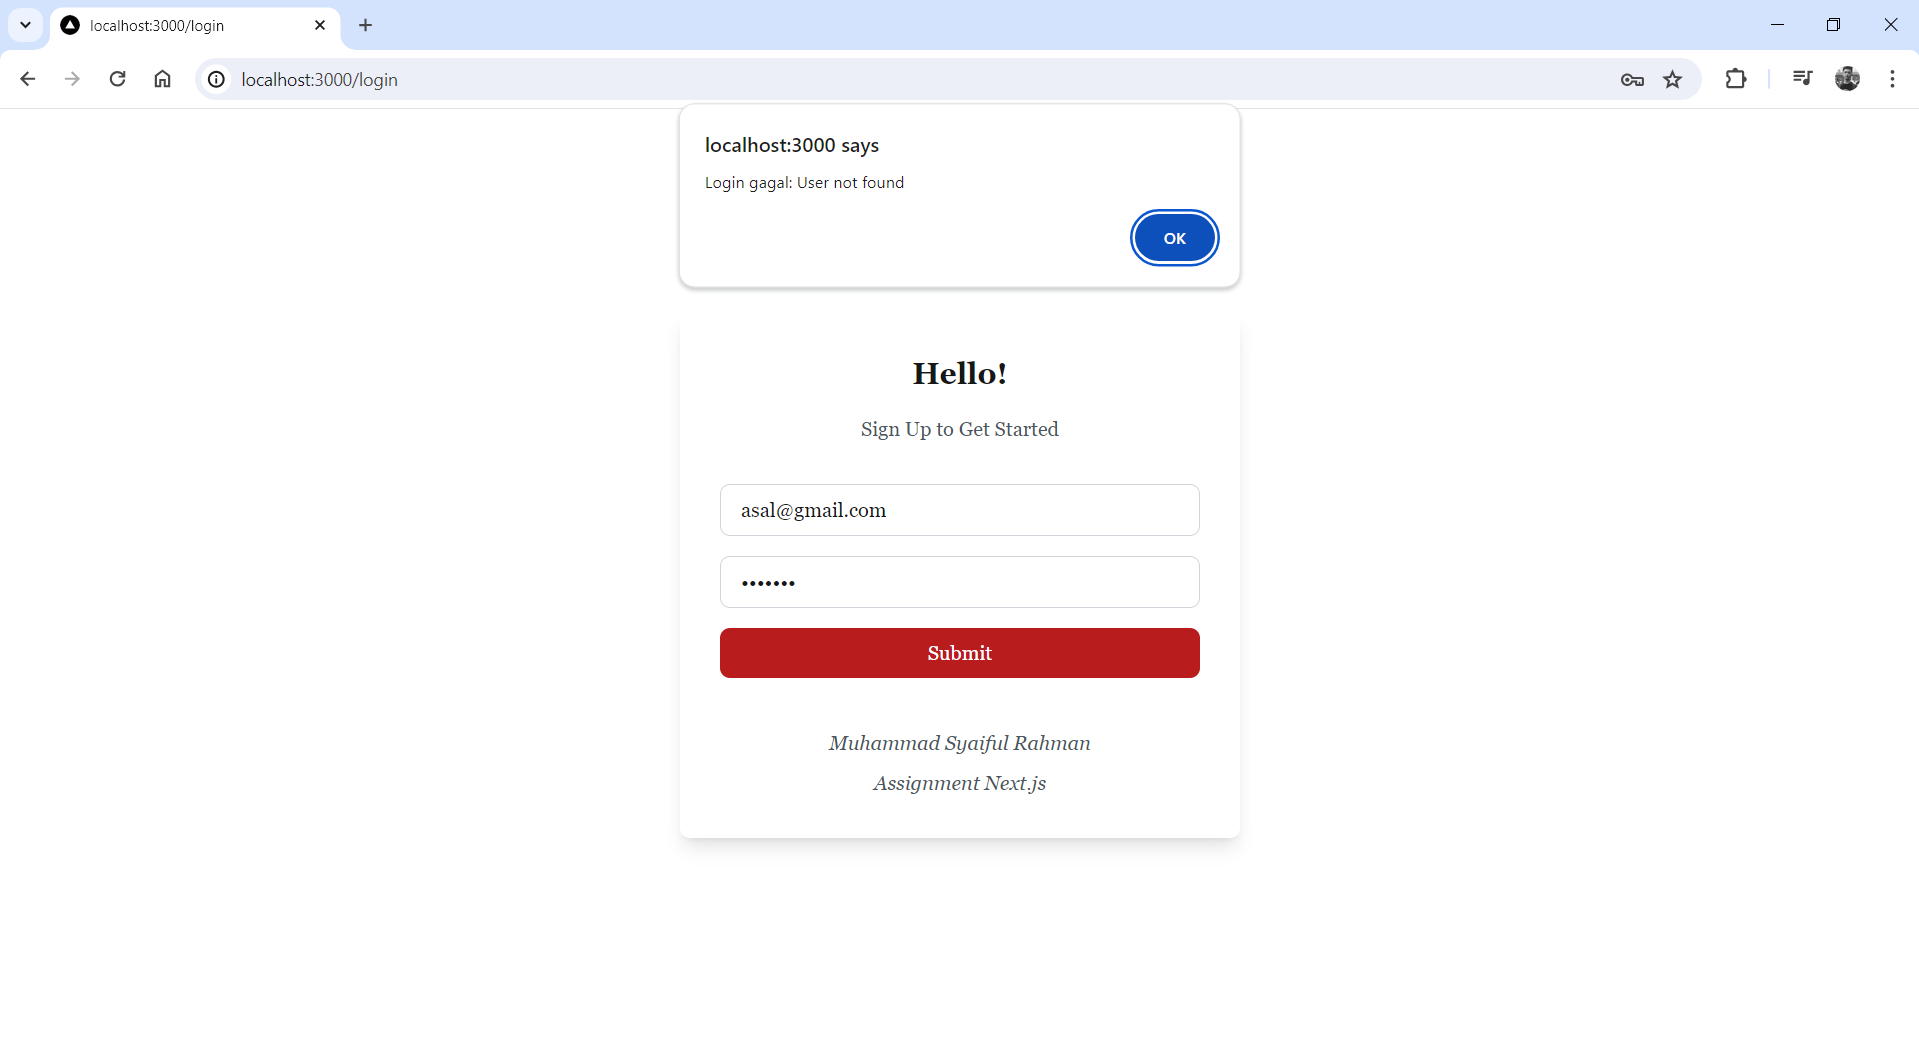 localhost:3000/login
localhost:3000/login
localhost:3000 says
Login gagal: User not found
OK
Hello!
Sign Up to Get Started
asal@gmail.com
•••••••
Submit
Muhammad Syaiful Rahman
Assignment Next.js